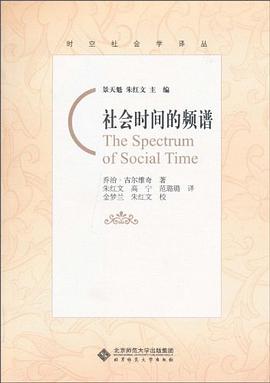 时空社会学译丛
景天魁 朱红文 主 编
社会时间的频谱
The Spectrum
of Social Time
乔治·古尔维奇 著
朱红文 高 宁 范璐璐 译
金梦兰 朱红文 校
北京师范大学出版集团
北京师范大学出版社